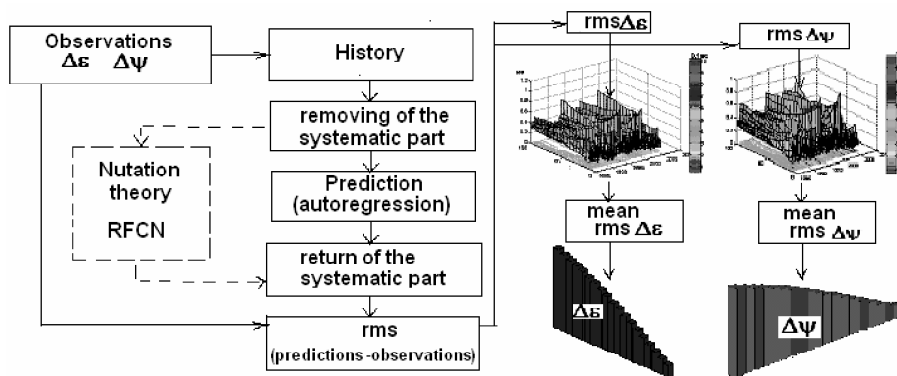 Observations
Δε Δψ
History
removing of the
systematic part
Nutation
theory
RFCN
Prediction
(autoregression)
return of the
systematic part
rms
(predictions-observations)
rmsΔε
rms Δψ
mean
rms Δε
mean
rms Δψ
Δε
Δψ